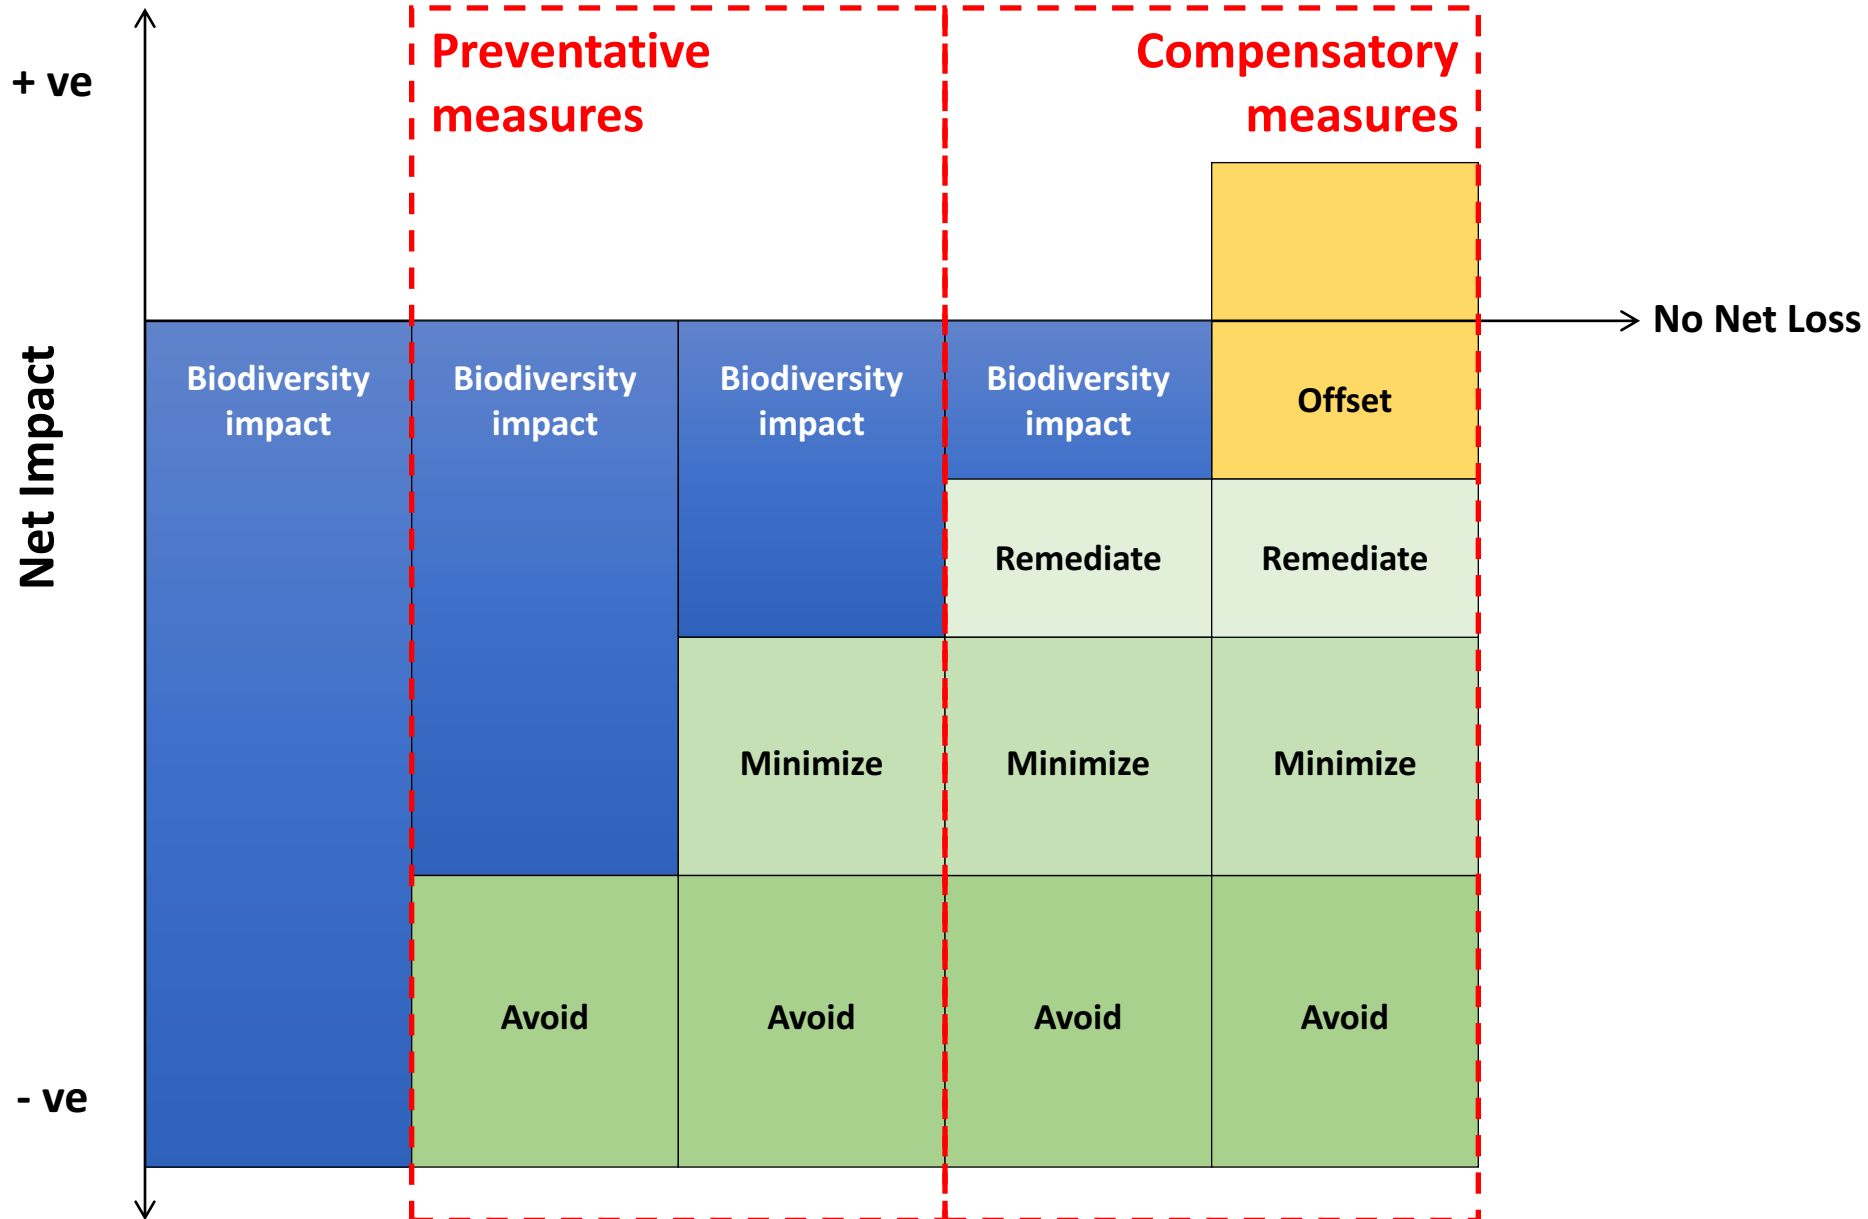 Preventative
measures
Compensatory
measures
+ ve
No Net Loss
Net Impact
Biodiversity
impact
Biodiversity
impact
Biodiversity
impact
Biodiversity
impact
Offset
Remediate
Remediate
Minimize
Minimize
Minimize
Avoid
Avoid
Avoid
Avoid
- ve